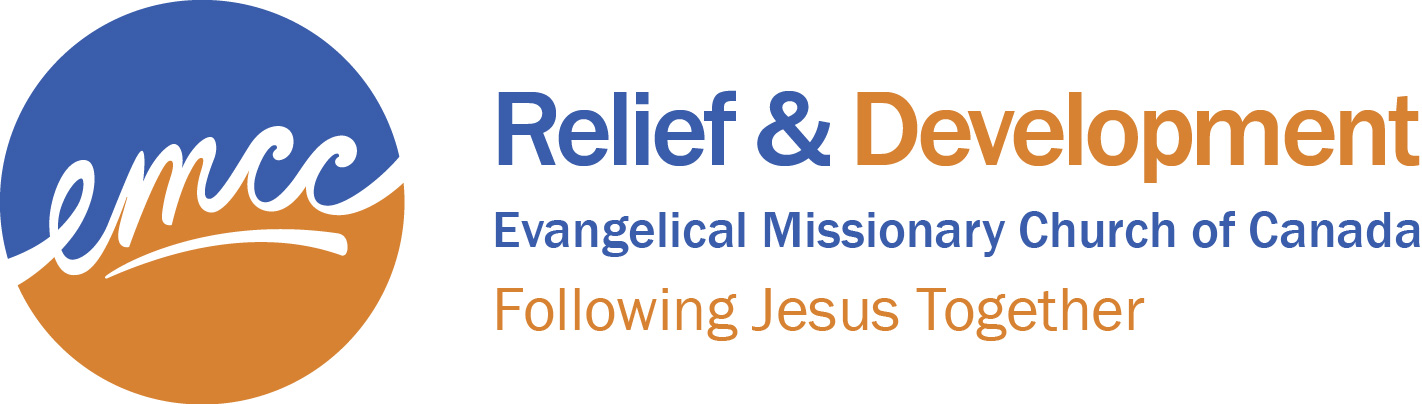 emcc
Relief & Development
Evangelical Missionary Church of Canada
Following Jesus Together